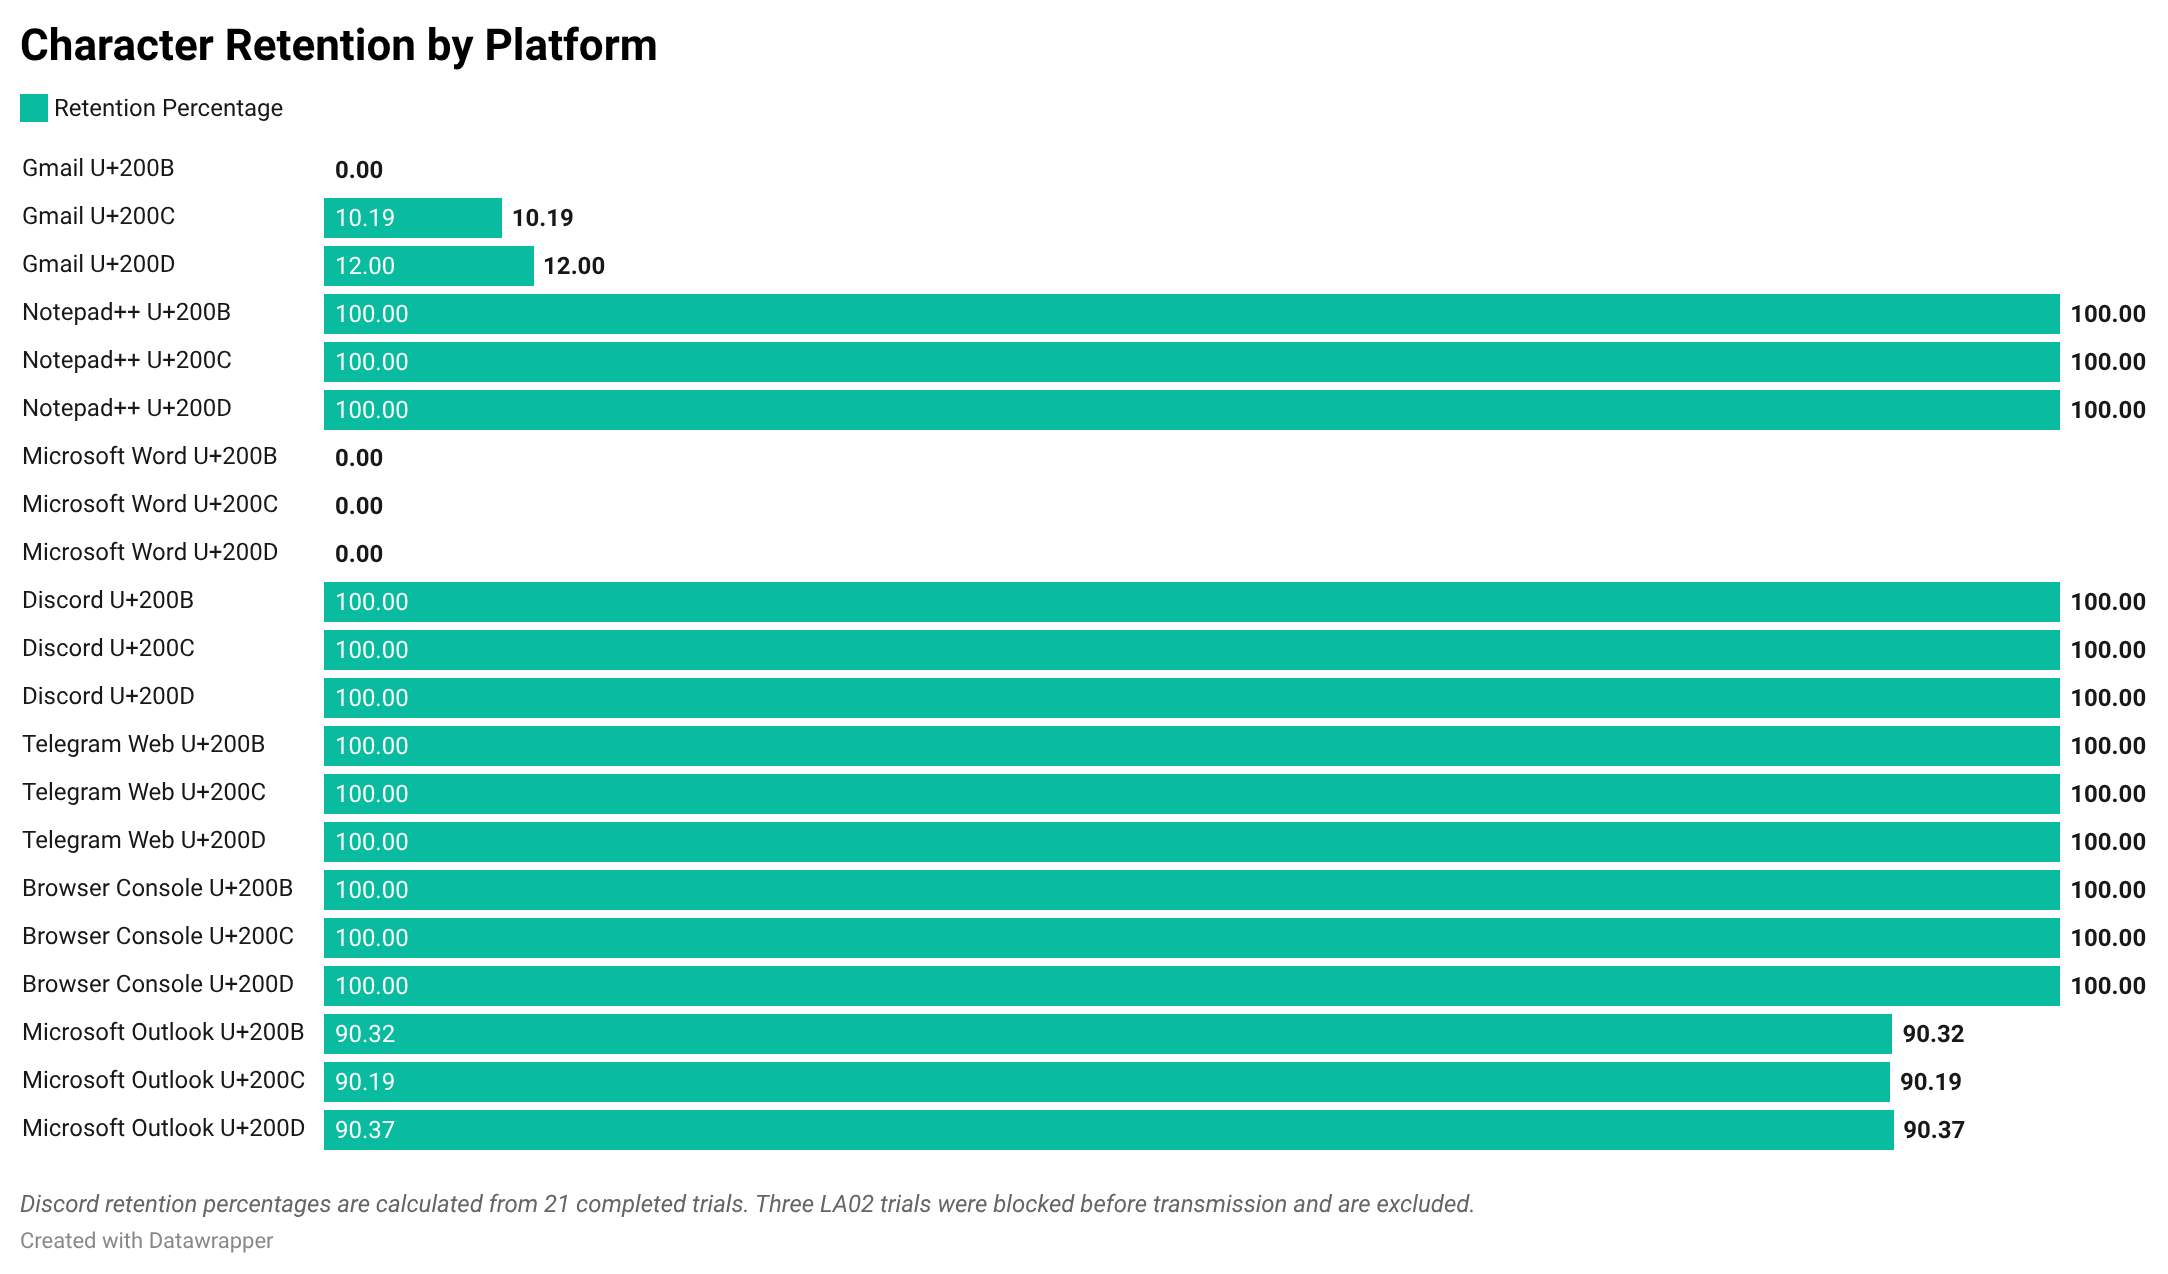 Character Retention by Platform
Retention Percentage
Gmail U+200B 0.00
Gmail U+200C 10.19 10.19
Gmail U+200D 12.00 12.00
Notepad++ U+200B 100.00 100.00
Notepad++ U+200C 100.00 100.00
Notepad++ U+200D 100.00 100.00
Microsoft Word U+200B 0.00
Microsoft Word U+200C 0.00
Microsoft Word U+200D 0.00
Discord U+200B 100.00 100.00
Discord U+200C 100.00 100.00
Discord U+200D 100.00 100.00
Telegram Web U+200B 100.00 100.00
Telegram Web U+200C 100.00 100.00
Telegram Web U+200D 100.00 100.00
Browser Console U+200B 100.00 100.00
Browser Console U+200C 100.00 100.00
Browser Console U+200D 100.00 100.00
Microsoft Outlook U+200B 90.32 90.32
Microsoft Outlook U+200C 90.19 90.19
Microsoft Outlook U+200D 90.37 90.37
Discord retention percentages are calculated from 21 completed trials. Three LA02 trials were blocked before transmission and are excluded.
Created with Datawrapper